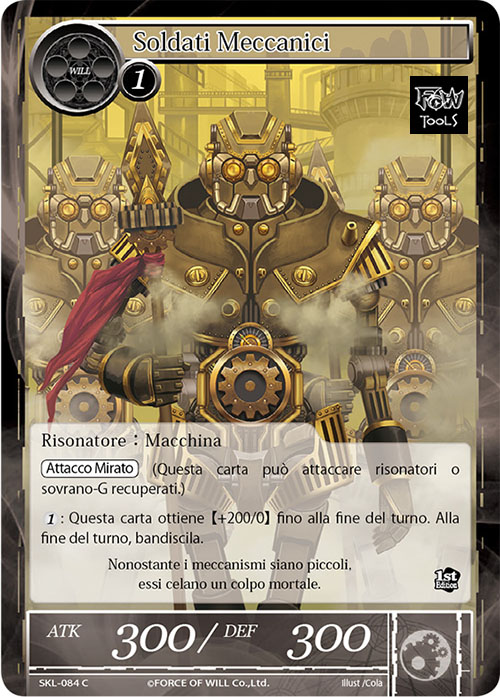 Soldati Meccanici
WILL
1
FOW
TOOLS
Risonatore : Macchina
Attacco Mirato (Questa carta può attaccare risonatori o
sovrano-G recuperati.)
1 : Questa carta ottiene 【+200/0】 fino alla fine del turno. Alla
fine del turno, bandiscila.
Nonostante i meccanismi siano piccoli,
essi celano un colpo mortale.
1st
Edition
ATK 300 / DEF 300
SKL-084 C ©FORCE OF WILL Co.,Ltd. Illust /Cola